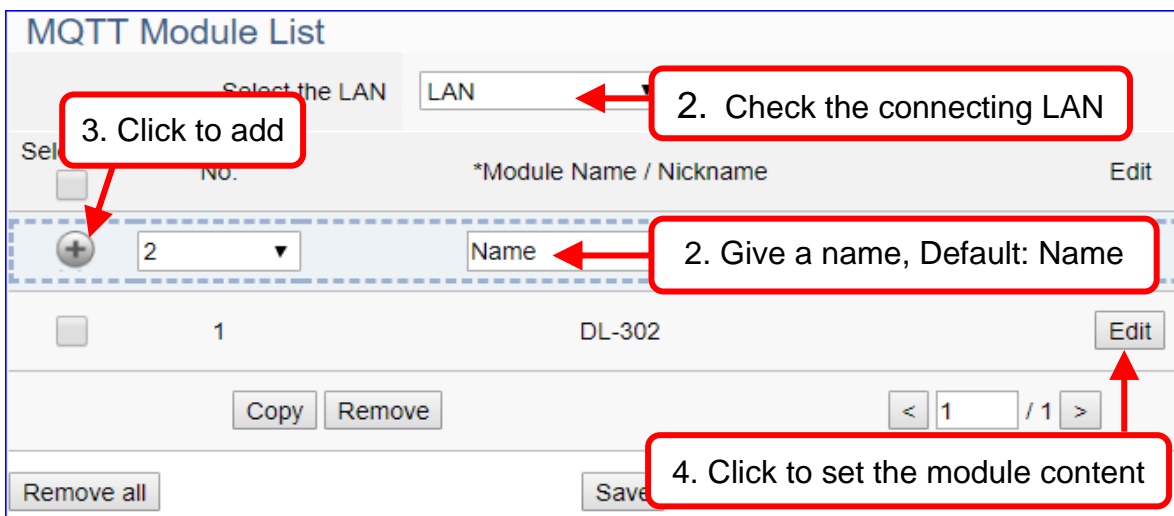 MQTT Module List
Select the LAN LAN 2. Check the connecting LAN
3. Click to add
No. *Module Name / Nickname Edit
2 Name 2. Give a name, Default: Name
1 DL-302 Edit
Copy Remove < 1 / 1 >
4. Click to set the module content
Remove all Save